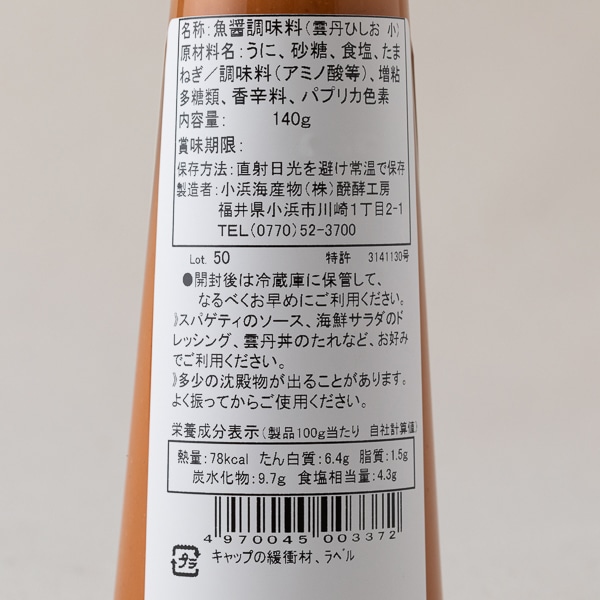 名称:魚醤調味料(雲丹ひしお 小)
原材料名:うに、砂糖、食塩、たま
ねぎ/調味料(アミノ酸等)、増粘
多糖類、香辛料、パプリカ色素
内容量: 140g
賞味期限:
保存方法:直射日光を避け常温で保存
製造者:小浜海産物(株)醗酵工房
福井県小浜市川崎1丁目2-1
TEL(0770)52-3700
Lot. 50 特許 3141130号
●開封後は冷蔵庫に保管して、
なるべくお早めにご利用ください。
》スパゲティのソース、海鮮サラダのド
レッシング、雲丹丼のたれなど、お好み
でご利用ください。
》多少の沈殿物が出ることがあります。
よく振ってからご使用ください。
栄養成分表示(製品100g当たり 自社計算値)
熱量:78kcal たん白質:6.4g 脂質:1.5g
炭水化物:9.7g 食塩相当量:4.3g
4970045003372
プラ キャップの緩衝材、ラベル